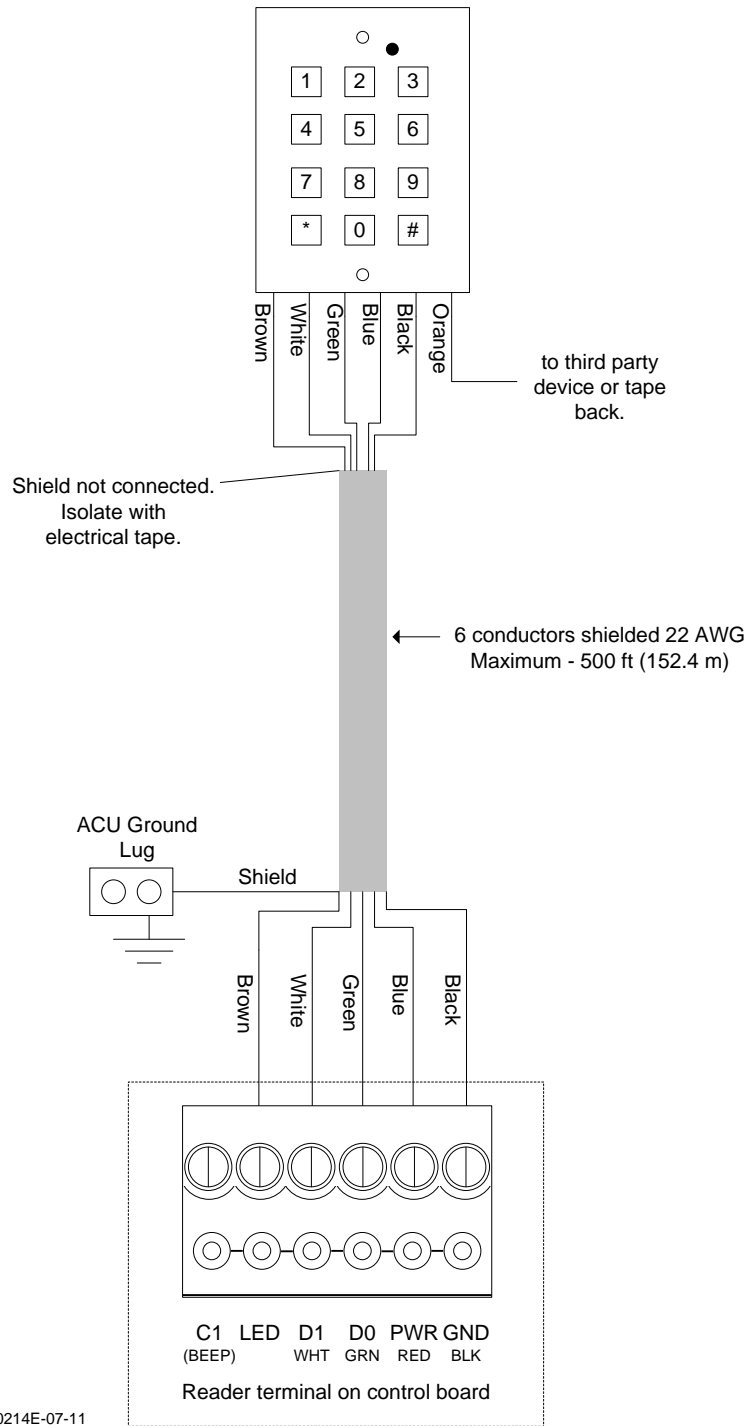 1 2 3
4 5 6
7 8 9
* 0 #
Brown White Green Blue Black Orange
to third party
device or tape
back.
Shield not connected.
Isolate with
electrical tape.
6 conductors shielded 22 AWG
Maximum - 500 ft (152.4 m)
ACU Ground
Lug
Shield
Brown White Green Blue Black
C1 LED D1 D0 PWR GND
(BEEP) WHT GRN RED BLK
Reader terminal on control board
0214E-07-11